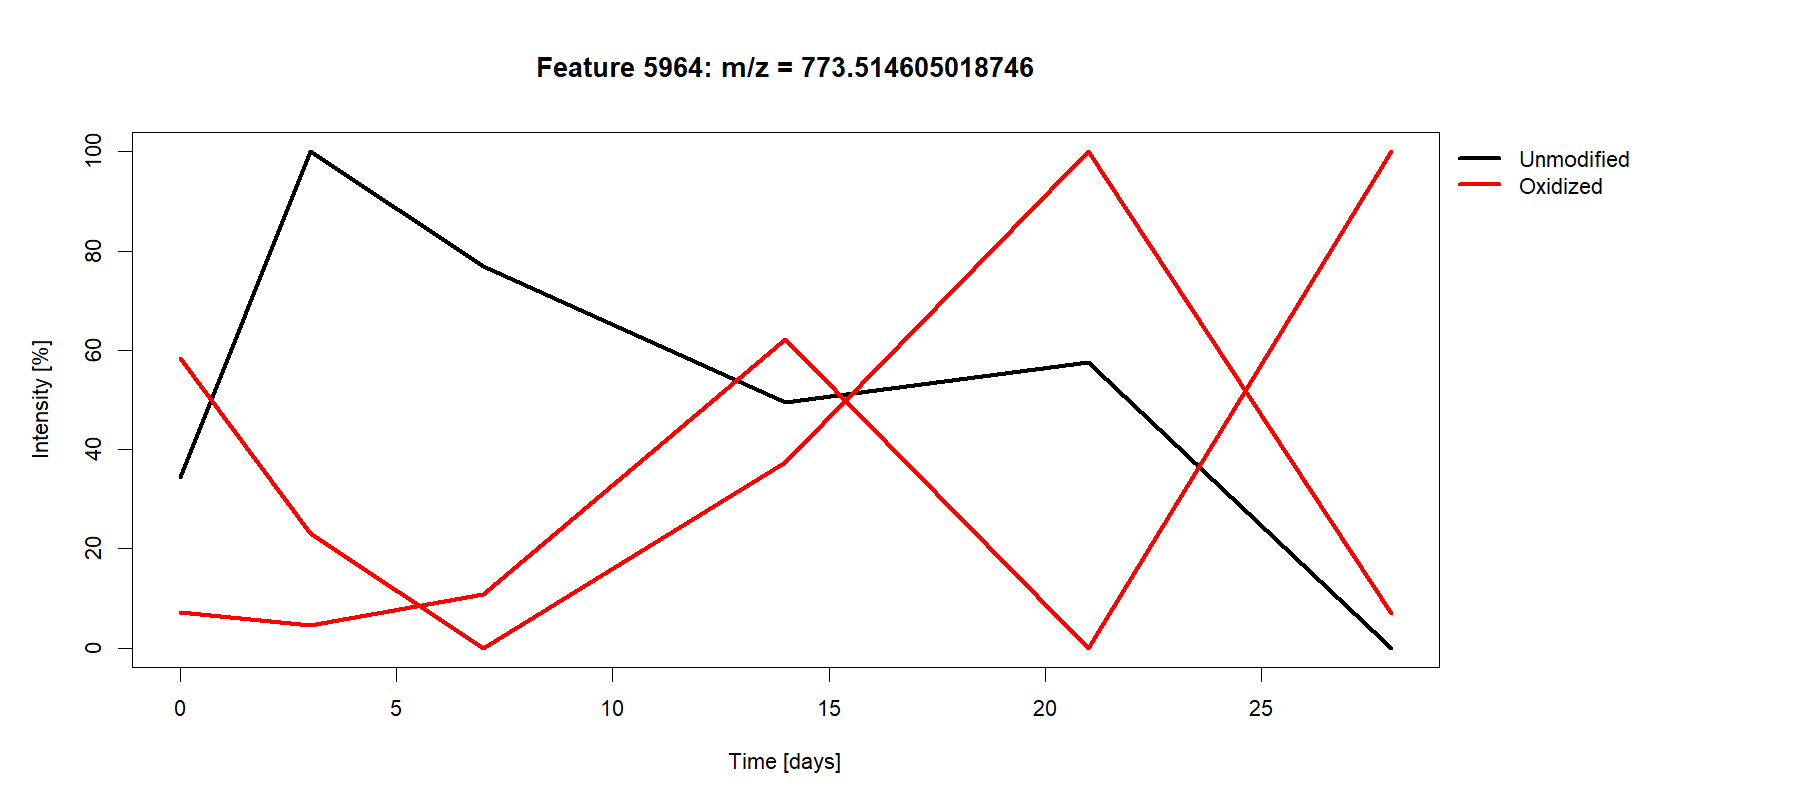 Feature 5964: m/z = 773.514605018746
Unmodified
Oxidized
Intensity [%]
100
80
60
40
20
0
0 5 10 15 20 25
Time [days]